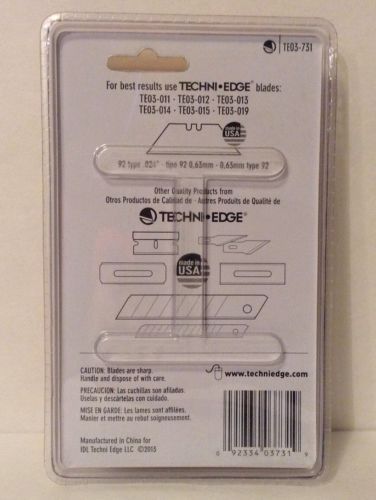 TE03-731
For best results use TECHNI•EDGE® blades:
TE03-011 · TE03-012 · TE03-013
TE03-014 · TE03-015 · TE03-019
made in
USA
92 type .024" - tipo 92 0,63mm - 0,63mm type 92
Other Quality Products from
Otros Productos de Calidad de - Autres Produits de Qualité de
TECHNI•EDGE®
made in
USA
CAUTION: Blades are sharp.
Handle and dispose of with care.
PRECAUCION: Las cuchillas son afiladas.
Uselas y descártelas con cuidado.
MISE EN GARDE: Les lames sont affilées.
Manier et mettre au rebot soigneusement.
Manufactured in China for
IDL Techni Edge LLC ©2015
www.techniedge.com
0 92334 03731 9